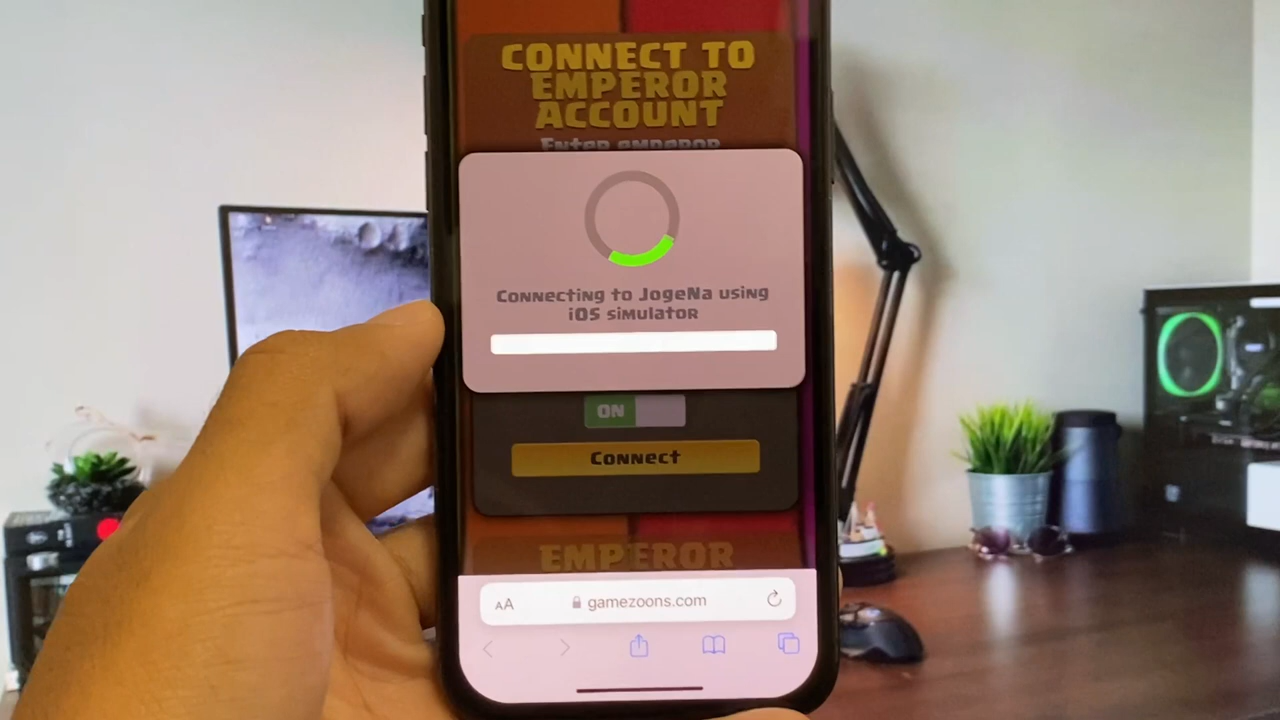 CONNECT TO
EMPEROR
ACCOUNT
Enter emperor
Connecting to JogeNa using
iOS simulator
ON
Connect
EMPEROR
AA
gamezoons.com